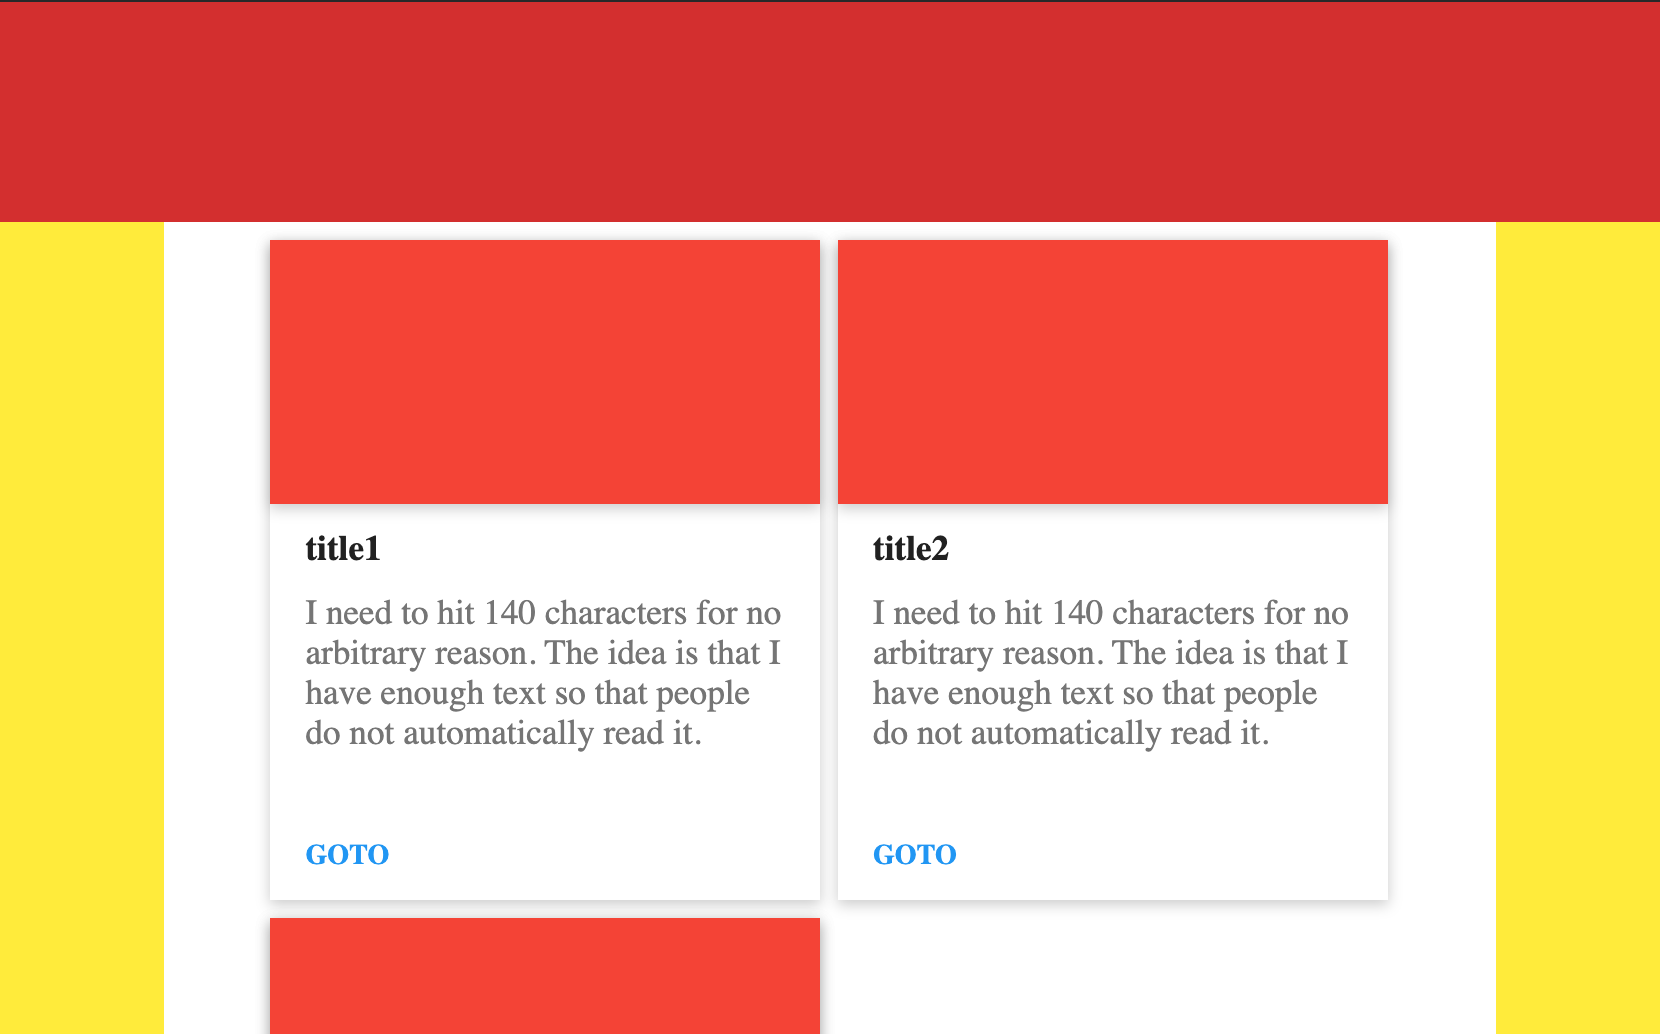 title1
I need to hit 140 characters for no
arbitrary reason. The idea is that I
have enough text so that people
do not automatically read it.
GOTO
title2
I need to hit 140 characters for no
arbitrary reason. The idea is that I
have enough text so that people
do not automatically read it.
GOTO